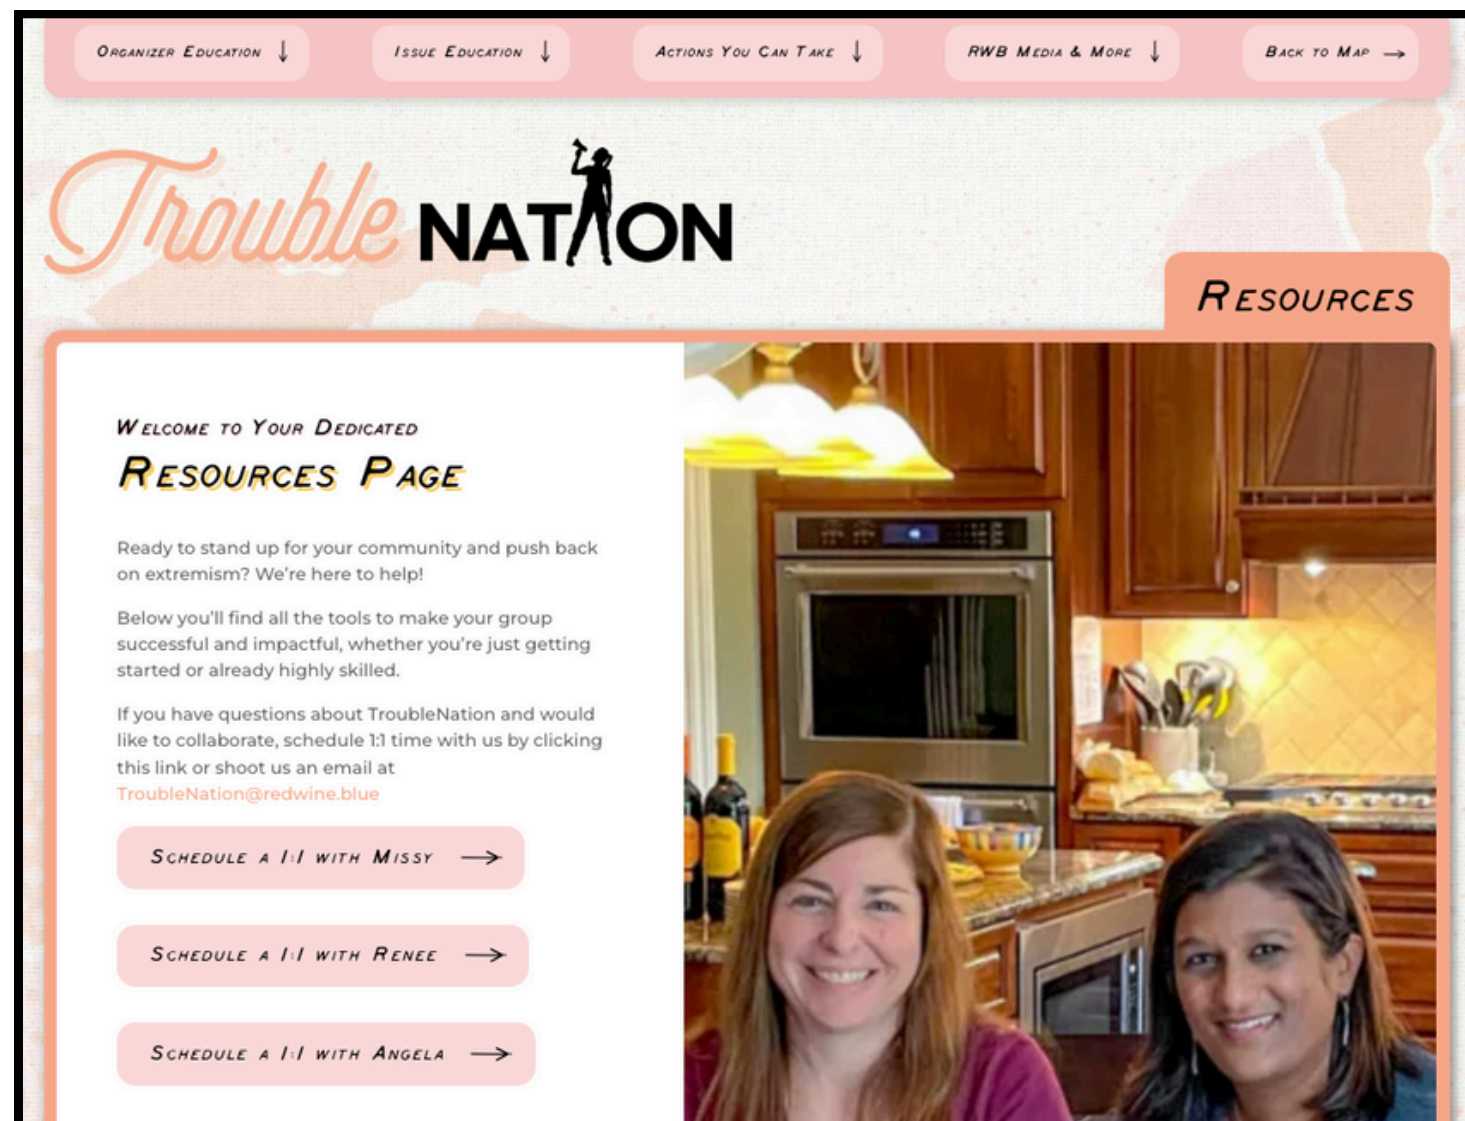 Organizer Education ↓
Issue Education ↓
Actions You Can Take ↓
RWB Media & More ↓
Back to Map →
Trouble NATION
Resources
Welcome to Your Dedicated
Resources Page
Ready to stand up for your community and push back
on extremism? We're here to help!
Below you'll find all the tools to make your group
successful and impactful, whether you're just getting
started or already highly skilled.
If you have questions about TroubleNation and would
like to collaborate, schedule 1:1 time with us by clicking
this link or shoot us an email at
TroubleNation@redwine.blue
Schedule a 1:1 with Missy →
Schedule a 1:1 with Renee →
Schedule a 1:1 with Angela →